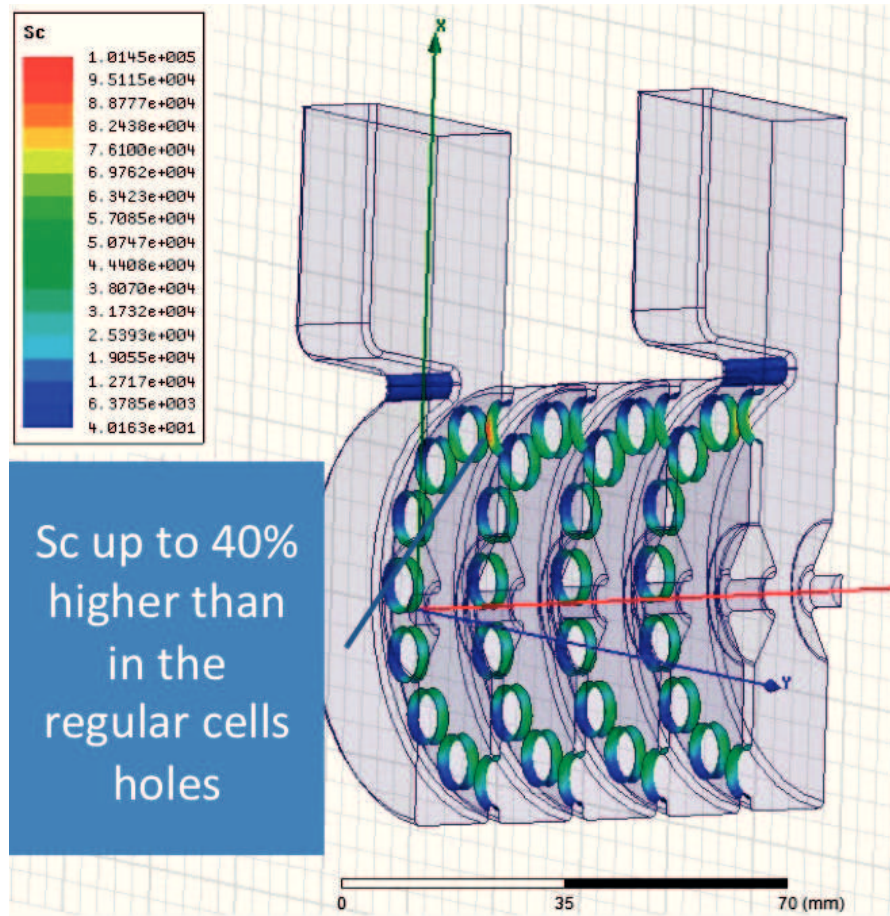 Sc
1.0145e+005
9.5115e+004
8.8777e+004
8.2438e+004
7.6100e+004
6.9762e+004
6.3423e+004
5.7085e+004
5.0747e+004
4.4408e+004
3.8070e+004
3.1732e+004
2.5393e+004
1.9055e+004
1.2717e+004
6.3785e+003
4.0163e+001
X
Sc up to 40%
higher than
in the
regular cells
holes
Y
0 35 70 (mm)